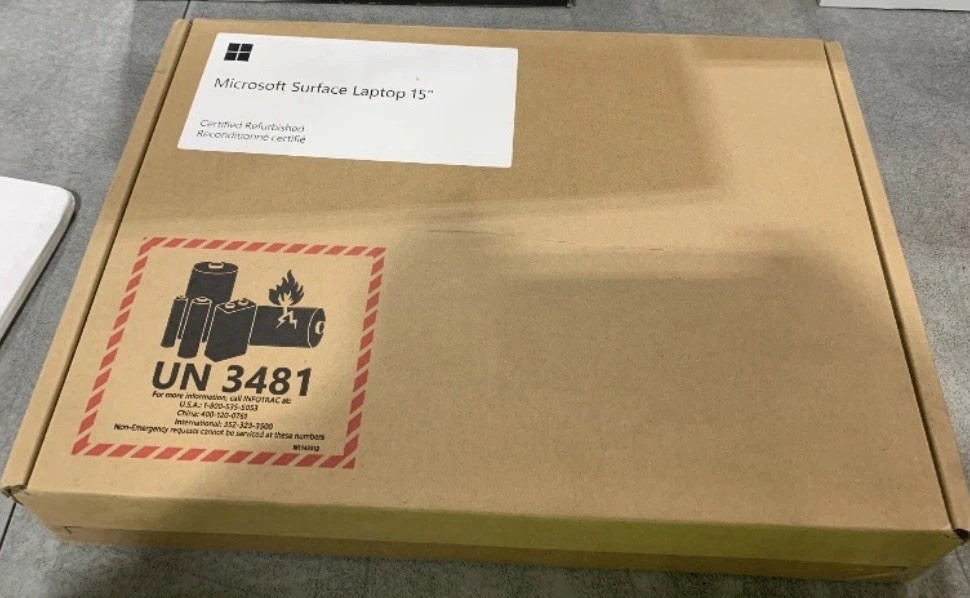 Microsoft Surface Laptop 15"
Certified Refurbished
Reconditionné certifié
UN 3481
For more information, call INFOTRAC at:
U.S.A.: 1-800-535-5053
China: 400-120-0761
International: 352-323-3500
Non-Emergency requests cannot be serviced at these numbers